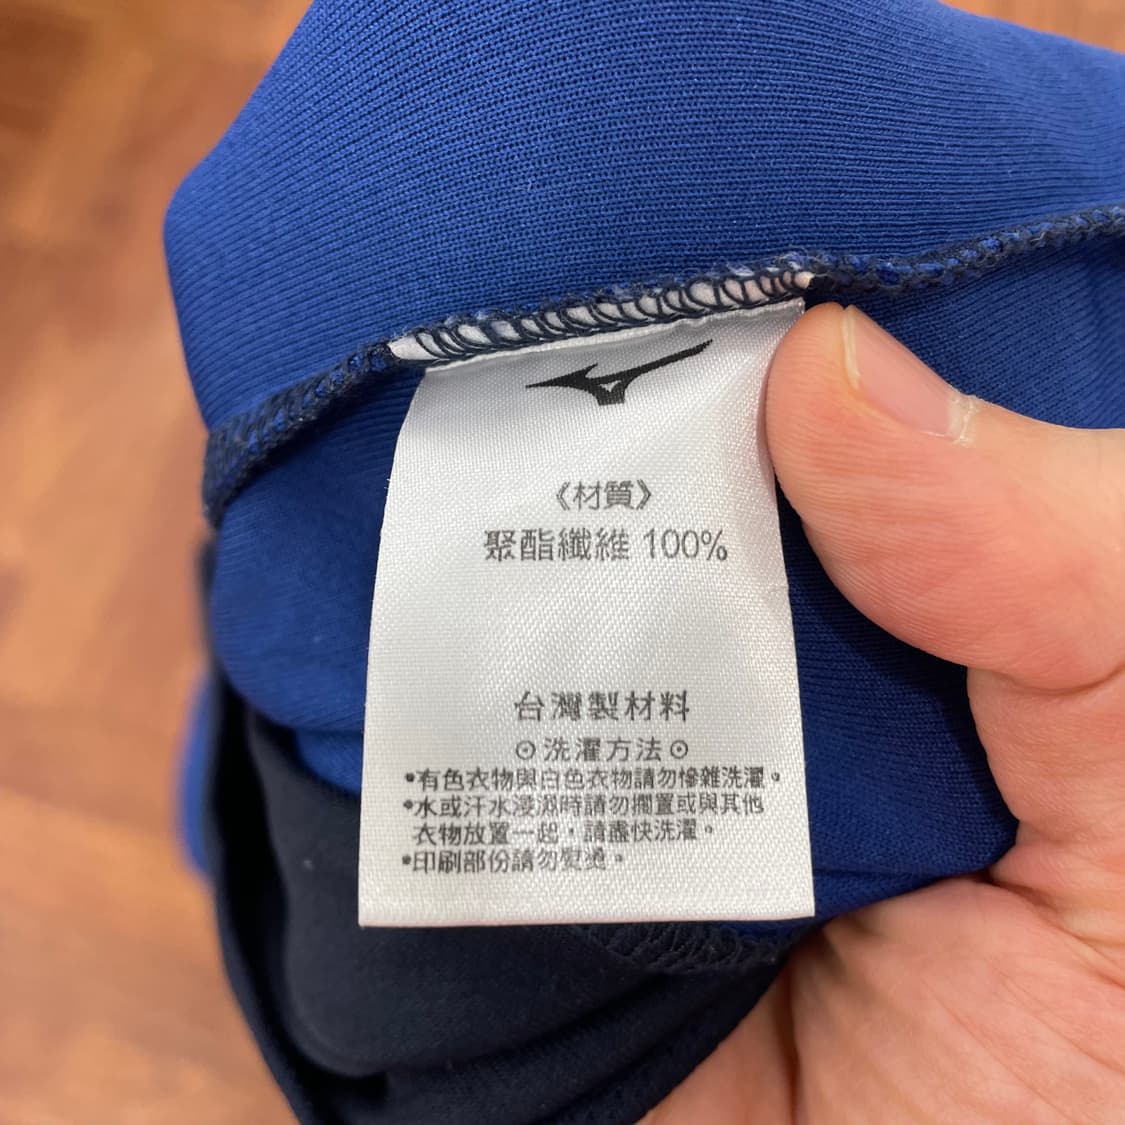 《材質》
聚酯纖維 100%
台灣製材料
⊙洗濯方法⊙
•有色衣物與白色衣物請勿慘雜洗濯。
•水或汗水浸濕時請勿擱置或與其他
衣物放置一起，請盡快洗濯。
•印刷部份請勿熨燙。